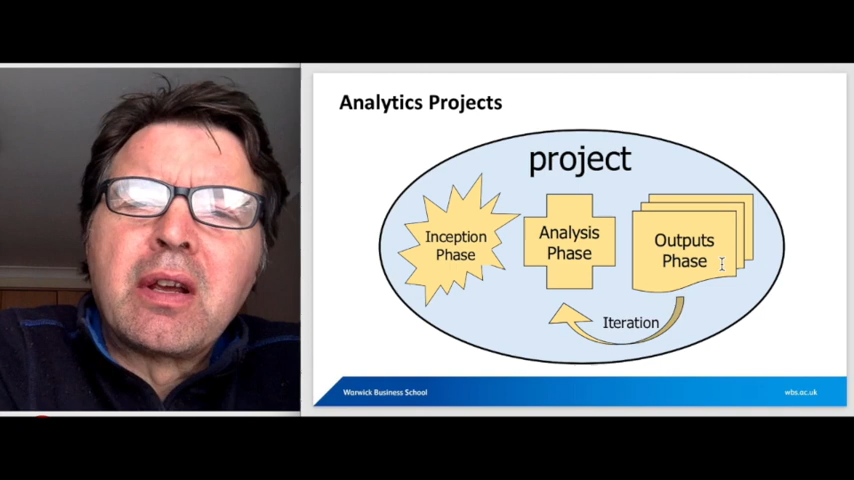 Analytics Projects
project
Inception
Phase
Analysis
Phase
Outputs
Phase
Iteration
Warwick Business School
wbs.ac.uk